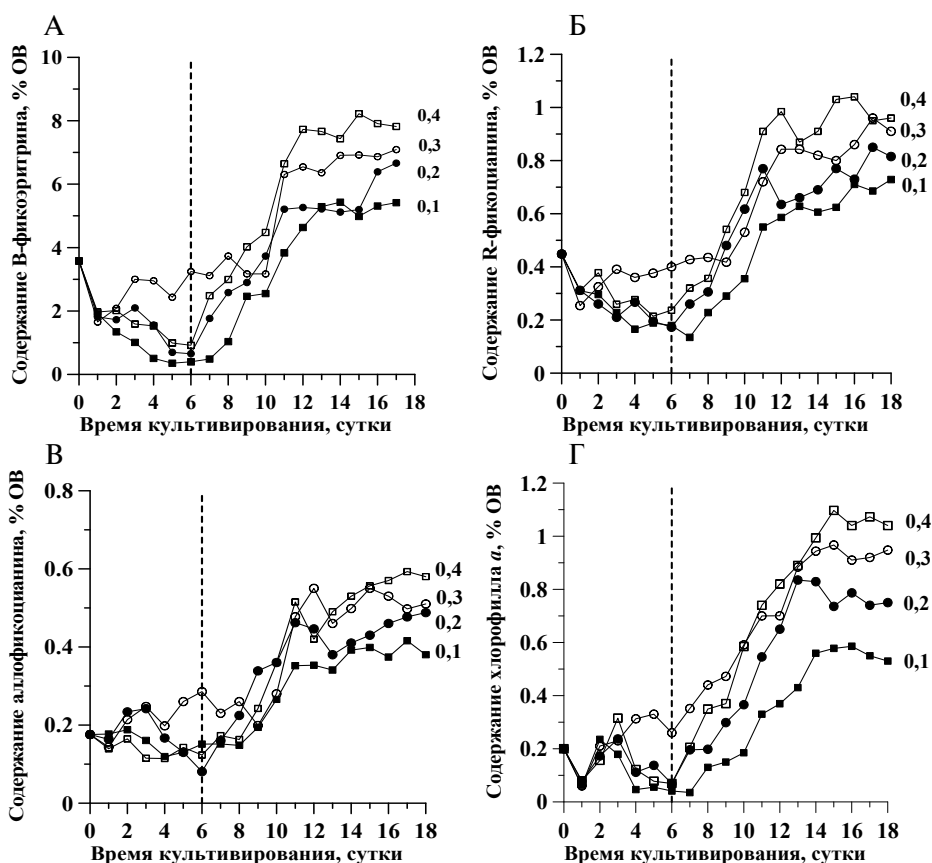 А
Содержание В-фикоэритрина, % ОВ
10
8
6
4
2
0
0 2 4 6 8 10 12 14 16 18
0,4
0,3
0,2
0,1
Время культивирования, сутки
Б
Содержание R-фикоцианина, % ОВ
1.2
1
0.8
0.6
0.4
0.2
0
0 2 4 6 8 10 12 14 16 18
0,4
0,3
0,2
0,1
Время культивирования, сутки
В
Содержание аллофикоцианина, % ОВ
0.8
0.6
0.4
0.2
0
0 2 4 6 8 10 12 14 16 18
0,4
0,3
0,2
0,1
Время культивирования, сутки
Г
Содержание хлорофилла а, % ОВ
1.2
1
0.8
0.6
0.4
0.2
0
0 2 4 6 8 10 12 14 16 18
0,4
0,3
0,2
0,1
Время культивирования, сутки